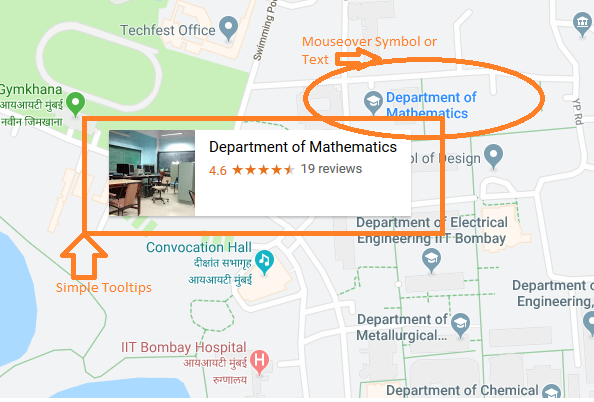 Techfest Office
Swimming Poo
Mouseover Symbol or
Text
Gymkhana
आयआयटी मुंबई
नवीन जिमखाना
Department of
Mathematics
YP Rd
Department of Mathematics
4.6
19 reviews
ol of Design
Department of Electrical
Engineering IIT Bombay
Convocation Hall
दीक्षांत सभागृह
आयआयटी मुंबई
Simple Tooltips
Department o
Engineering,
Department of
Metallurgical...
IIT Bombay Hospital
आयआयटी मुंबई
रुग्णालय
H
Department of Chemical